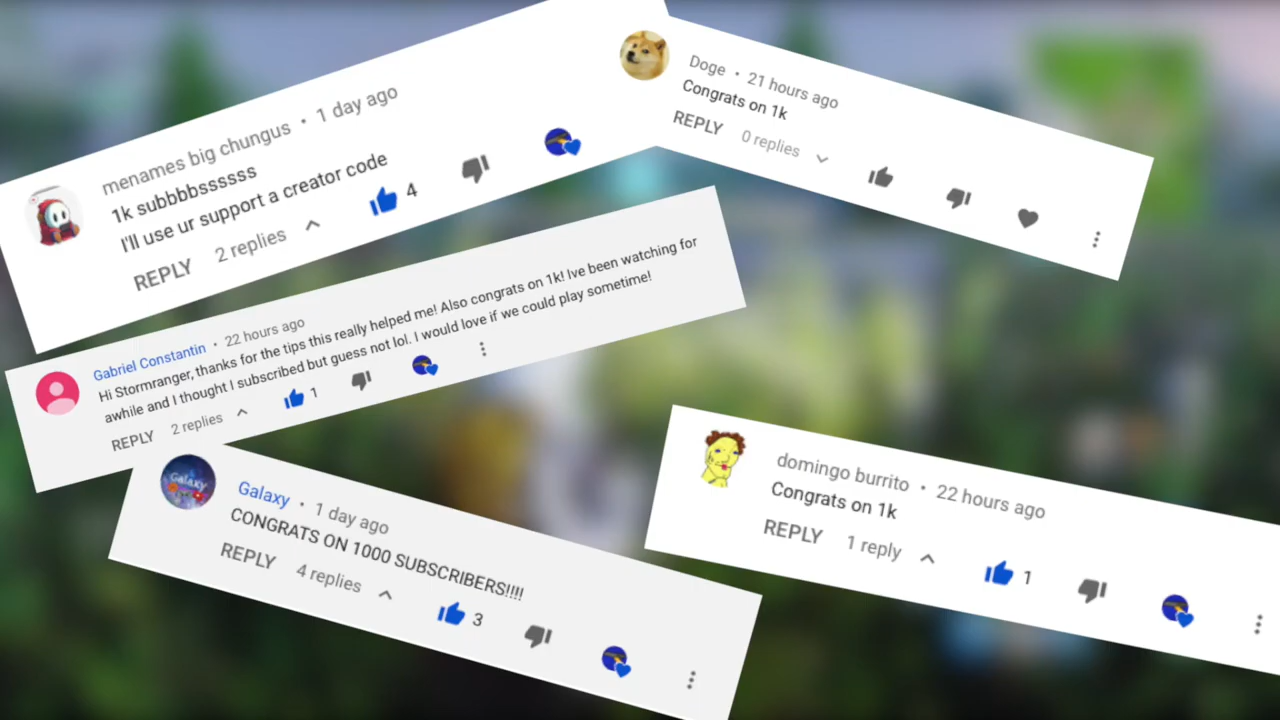 menames big chungus • 1 day ago
1k subbbbssssss
I'll use ur support a creator code
REPLY 2 replies 4
Doge • 21 hours ago
Congrats on 1k
REPLY 0 replies
Gabriel Constantin • 22 hours ago
Hi Stormranger, thanks for the tips this really helped me! Also congrats on 1k! Ive been watching for
awhile and I thought I subscribed but guess not lol. I would love if we could play sometime!
REPLY 2 replies 1
Galaxy
Galaxy • 1 day ago
CONGRATS ON 1000 SUBSCRIBERS!!!!
REPLY 4 replies 3
domingo burrito • 22 hours ago
Congrats on 1k
REPLY 1 reply 1